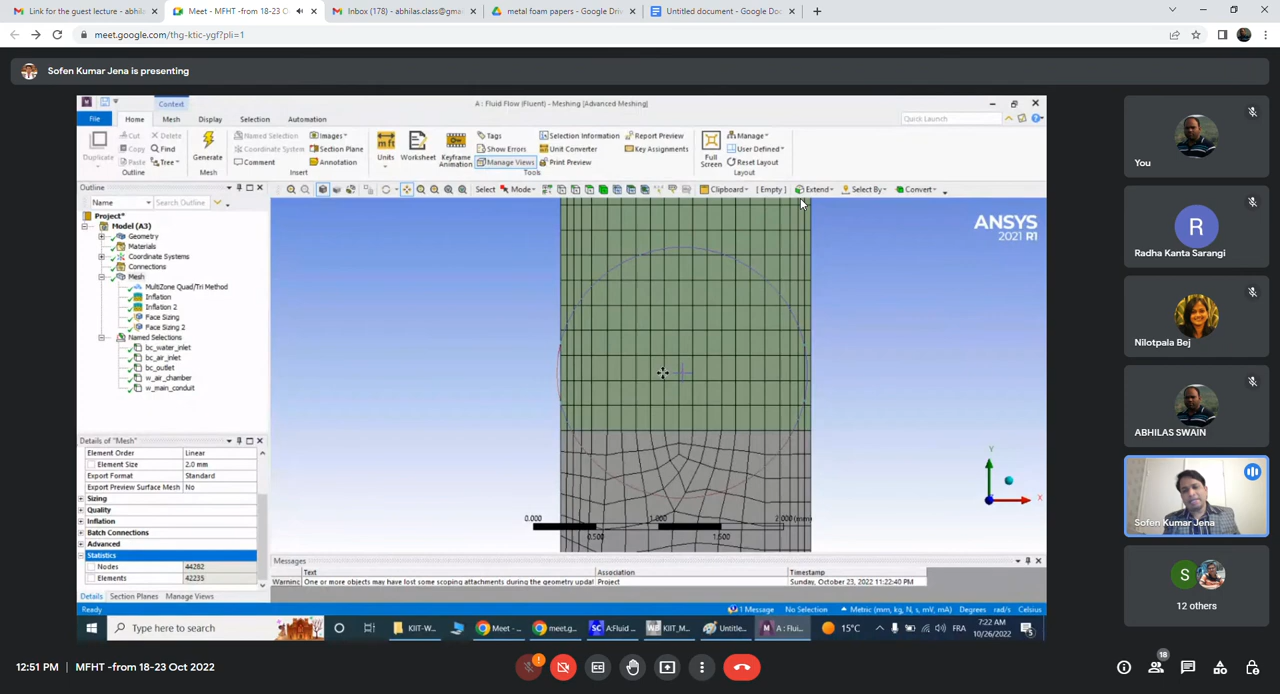 Link for the guest lecture - abhila
Meet - MFHT -from 18-23 O
Inbox (178) - abhilas.class@gma
metal foam papers - Google Dri
Untitled document - Google Doc
meet.google.com/thg-ktic-ygf?pli=1
Sofen Kumar Jena is presenting
Context
A : Fluid Flow (Fluent) - Meshing [Advanced Meshing]
File Home Mesh Display Selection Automation
Quick Launch
Duplicate
Cut Delete
Copy Find
Paste Tree
Outline
Generate
Mesh
Named Selection Images
Coordinate System Section Plane
Comment Annotation
Insert
Units
Worksheet
Keyframe
Animation
Tags
Show Errors
Manage Views
Selection Information
Unit Converter
Print Preview
Report Preview
Key Assignments
Tools
Full
Screen
Manage
User Defined
Reset Layout
Layout
Select Mode Clipboard [Empty] Extend Select By Convert
Outline
Name Search Outline
Project*
Model (A3)
Geometry
Materials
Coordinate Systems
Connections
Mesh
MultiZone Quad/Tri Method
Inflation
Inflation 2
Face Sizing
Face Sizing 2
Named Selections
bc_water_inlet
bc_air_inlet
bc_outlet
w_air_chamber
w_main_conduit
Details of "Mesh"
Element Order Linear
Element Size 2.0 mm
Export Format Standard
Export Preview Surface Mesh No
Sizing
Quality
Inflation
Batch Connections
Advanced
Statistics
Nodes 44262
Elements 42235
Details Section Planes Manage Views
ANSYS
2021 R1
0.000 1.000 2.000 (mm
0.500 1.500
Y
X
Messages
Text Association Timestamp
Warning One or more objects may have lost some scoping attachments during the geometry updat Project Sunday, October 23, 2022 11:22:40 PM
Ready
1 Message No Selection Metric (mm, kg, N, s, mV, mA) Degrees rad/s Celsius
Type here to search
KIIT-W...
Meet - ...
meet.g...
A:Fluid ...
KIIT_M...
Untitle...
A : Flui...
15°C
FRA
7:22 AM
10/26/2022
You
R
Radha Kanta Sarangi
Nilotpala Bej
ABHILAS SWAIN
Sofen Kumar Jena
S
12 others
12:51 PM | MFHT -from 18-23 Oct 2022
18